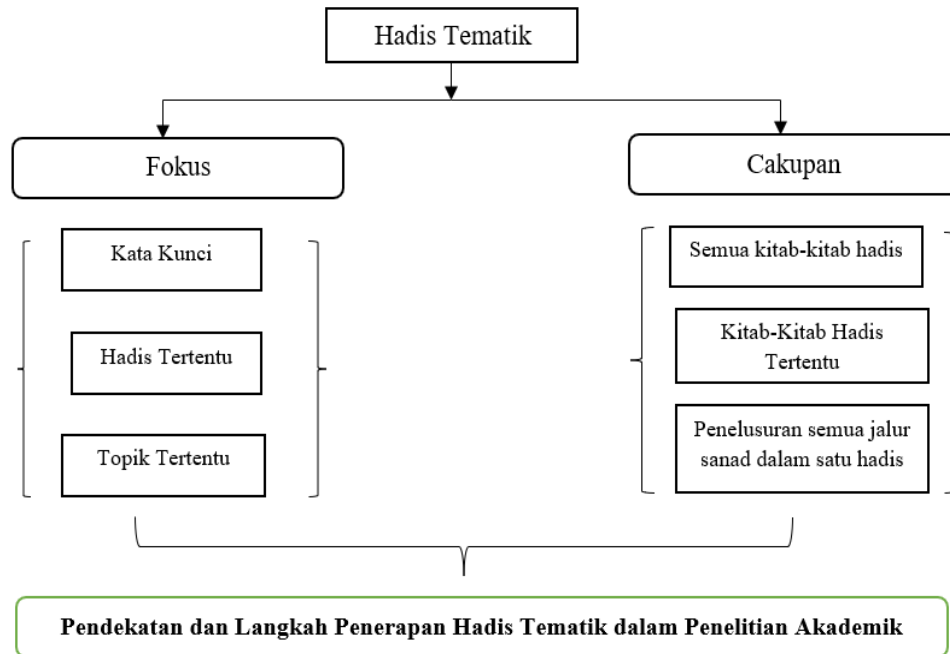 Hadis Tematik
Fokus
Cakupan
Kata Kunci
Hadis Tertentu
Topik Tertentu
Semua kitab-kitab hadis
Kitab-Kitab Hadis
Tertentu
Penelusuran semua jalur
sanad dalam satu hadis
Pendekatan dan Langkah Penerapan Hadis Tematik dalam Penelitian Akademik